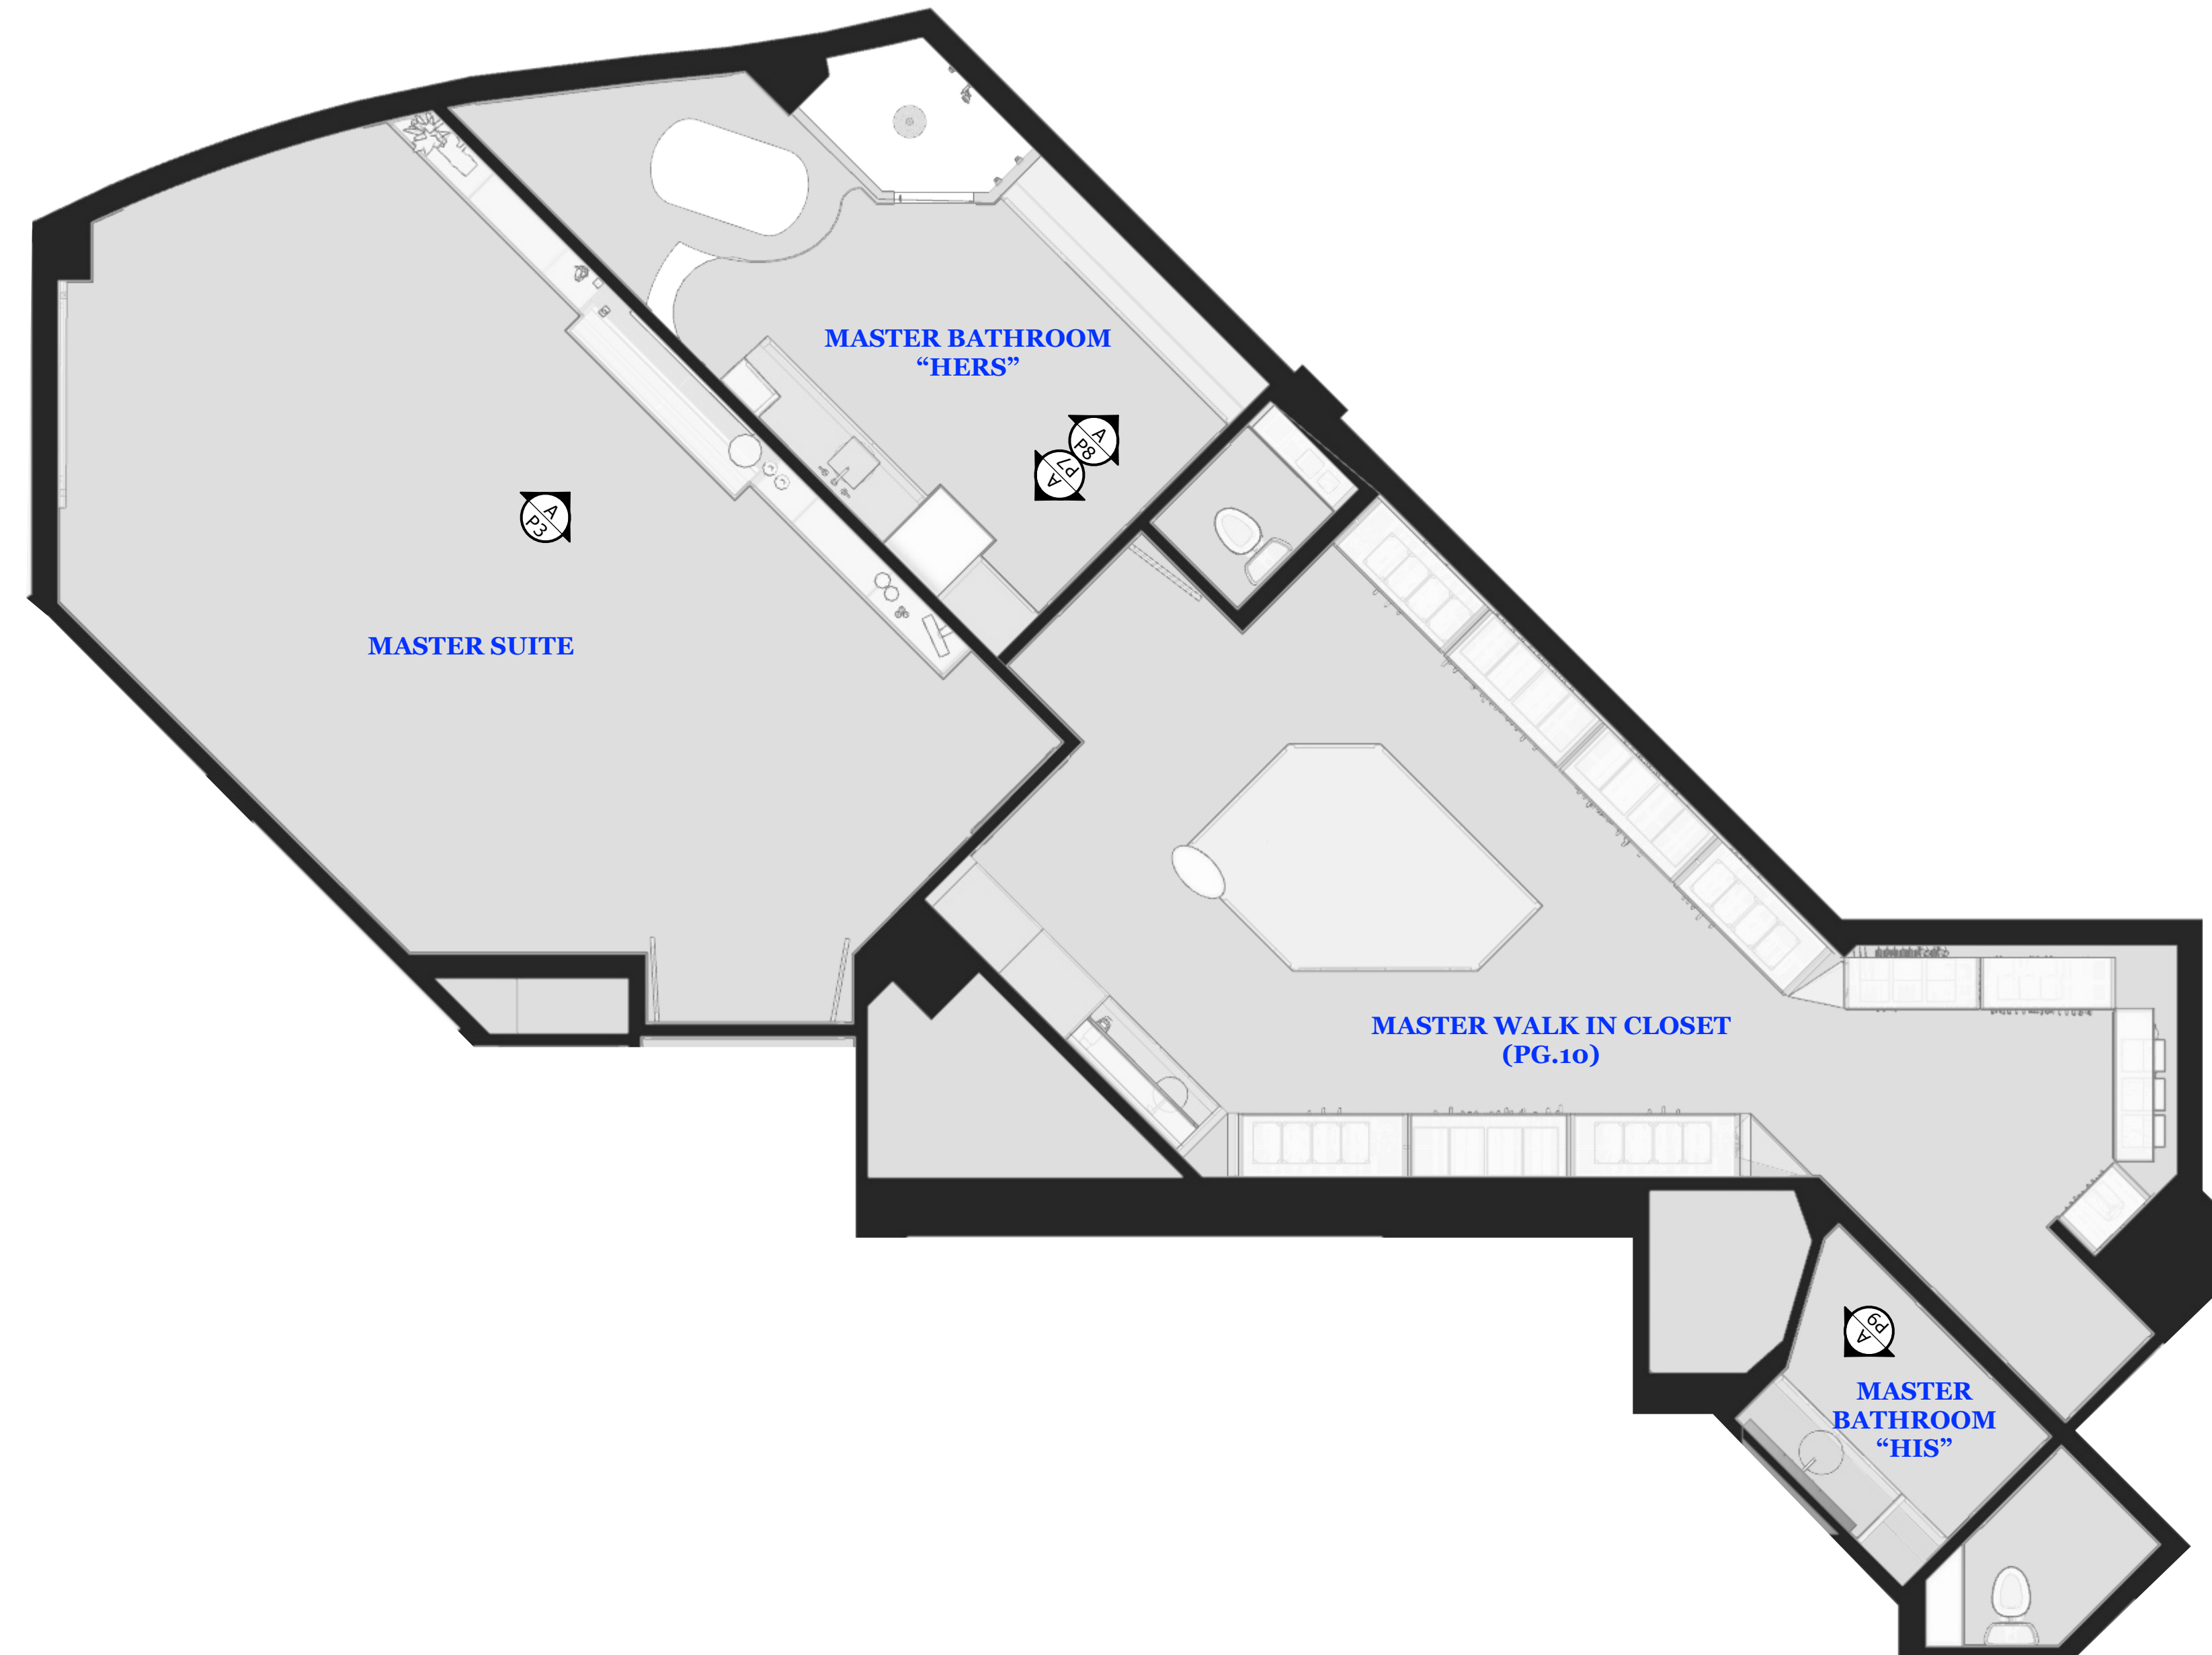 MASTER BATHROOM
“HERS”
A
P8
A
P7
A
P3
MASTER SUITE
MASTER WALK IN CLOSET
(PG.10)
A
P9
MASTER
BATHROOM
“HIS”